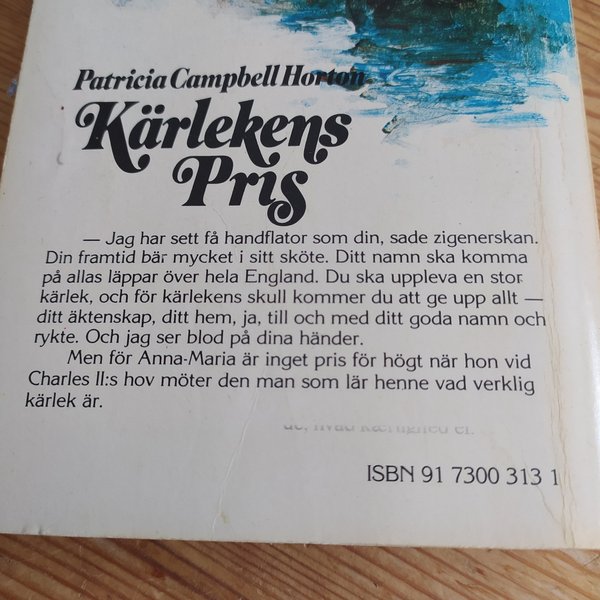 Patricia Campbell Horton
Kärlekens
Pris
— Jag har sett få handflator som din, sade zigenerskan.
Din framtid bär mycket i sitt sköte. Ditt namn ska komma
på allas läppar över hela England. Du ska uppleva en stor
kärlek, och för kärlekens skull kommer du att ge upp allt —
ditt äktenskap, ditt hem, ja, till och med ditt goda namn och
rykte. Och jag ser blod på dina händer.
Men för Anna-Maria är inget pris för högt när hon vid
Charles II:s hov möter den man som lär henne vad verklig
kärlek är.
de, hvad kærlighed er.
ISBN 91 7300 313 1